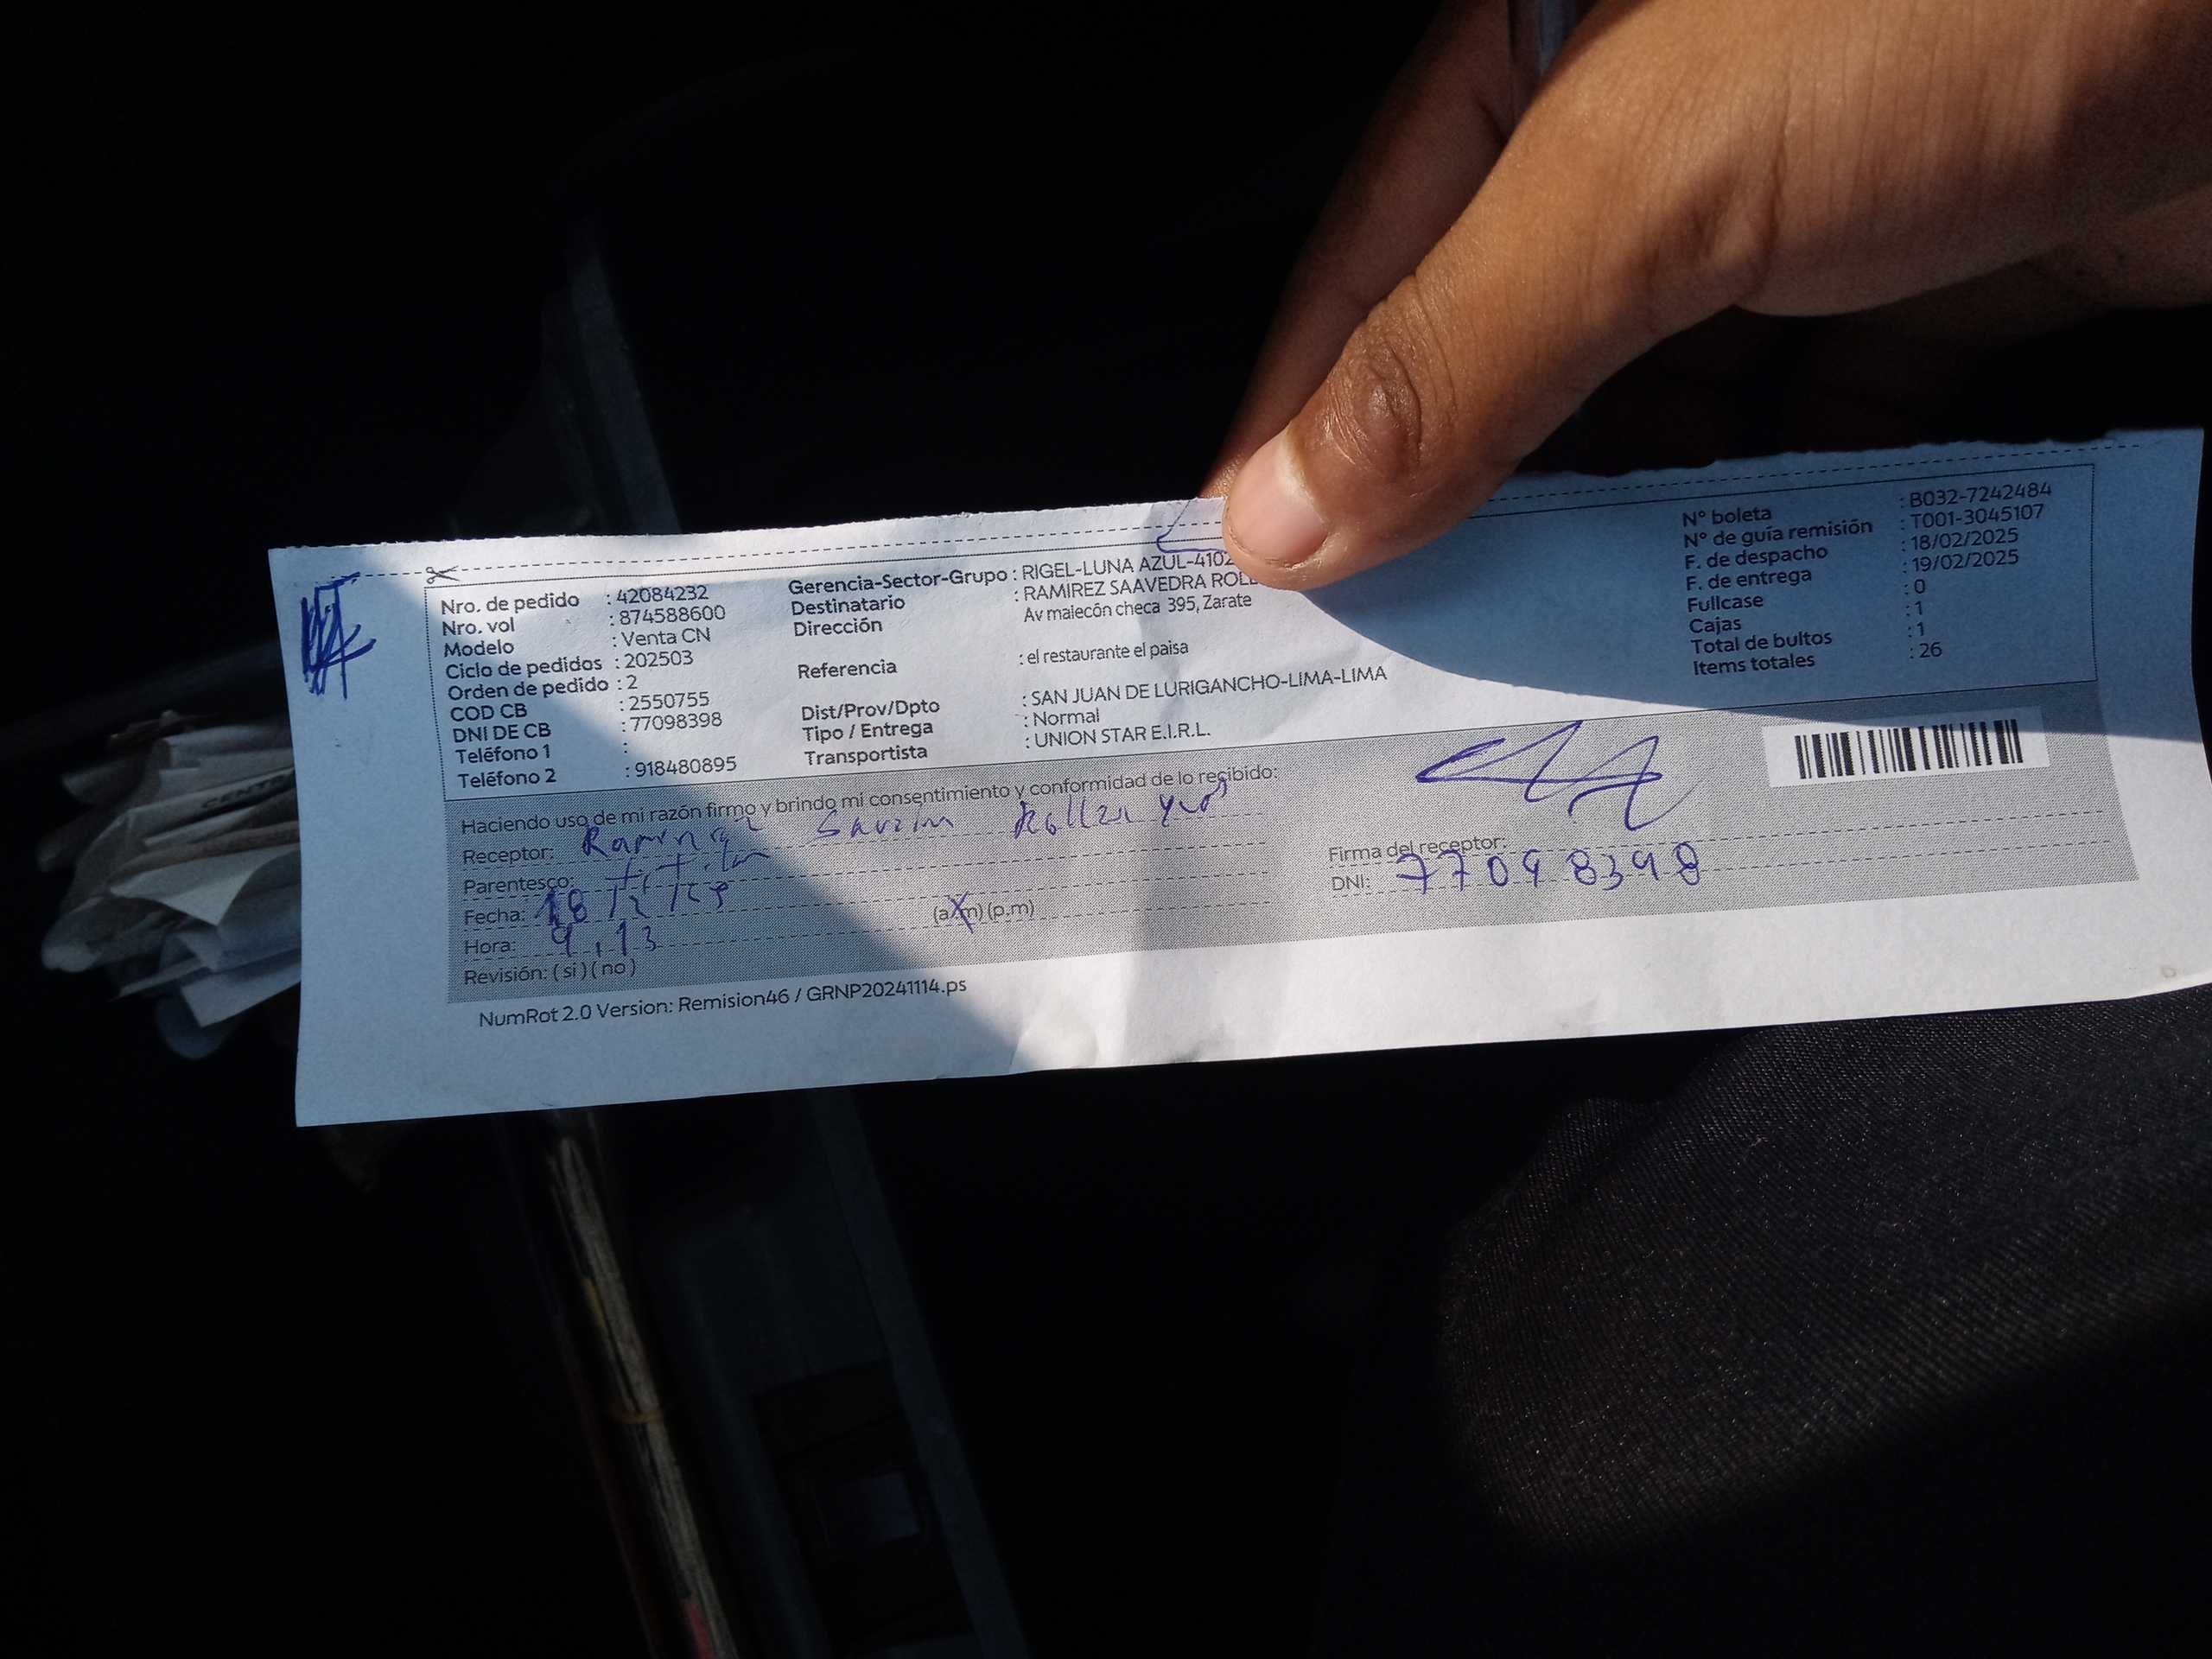 Nro. de pedido : 42084232
Nro. vol : 874588600
Modelo : Venta CN
Ciclo de pedidos : 202503
Orden de pedido : 2
COD CB : 2550755
DNI DE CB : 77098398
Teléfono 1 :
Teléfono 2 : 918480895
Gerencia-Sector-Grupo : RIGEL-LUNA AZUL-4102
Destinatario : RAMIREZ SAAVEDRA
Dirección Av malecón checa 395, Zarate
Referencia : el restaurante el paisa
Dist/Prov/Dpto : SAN JUAN DE LURIGANCHO-LIMA-LIMA
Tipo / Entrega : Normal
Transportista : UNION STAR E.I.R.L.
N° boleta : B032-7242484
N° de guía remisión : T001-3045107
F. de despacho : 18/02/2025
F. de entrega : 19/02/2025
Fullcase : 0
Cajas : 1
Total de bultos : 1
Items totales : 26
Haciendo uso de mi razón firmo y brindo mi consentimiento y conformidad de lo recibido:
Receptor:
Parentesco:
Fecha:
Hora: 9,13 (a.m) (p.m)
Revisión: ( si ) ( no )
Firma del receptor:
DNI: 77098398
NumRot 2.0 Version: Remision46 / GRNP20241114.ps